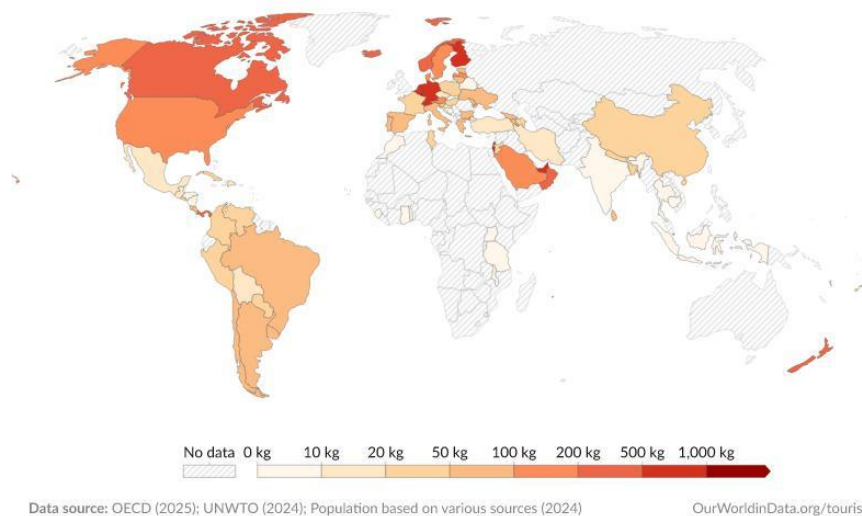 No data 0 kg 10 kg 20 kg 50 kg 100 kg 200 kg 500 kg 1,000 kg
Data source: OECD (2025); UNWTO (2024); Population based on various sources (2024) OurWorldinData.org/touris